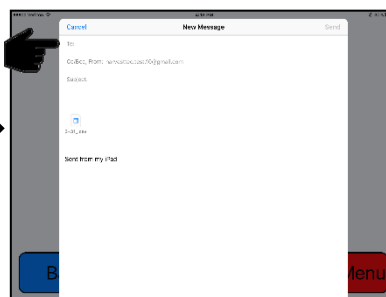 Cancel New Message Send
To:
Cc/Bcc, From:
Subject:
Sent from my iPad
B
Menu